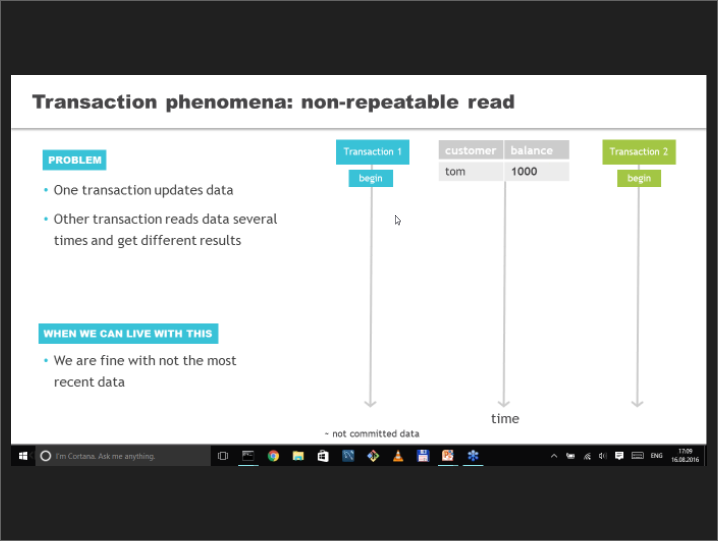 Transaction phenomena: non-repeatable read
PROBLEM
• One transaction updates data
• Other transaction reads data several
times and get different results
WHEN WE CAN LIVE WITH THIS
• We are fine with not the most
recent data
Transaction 1
begin
customer balance
tom 1000
Transaction 2
begin
time
~ not committed data
I'm Cortana. Ask me anything.
ENG
17:09
16.08.2016